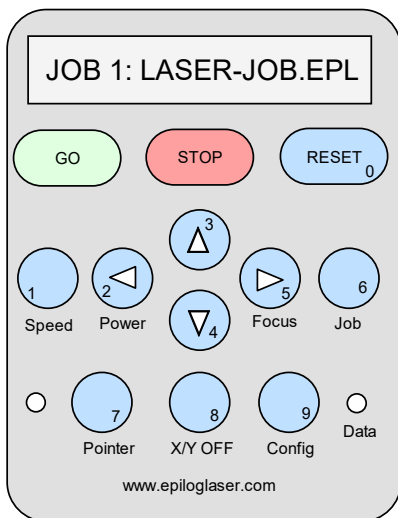 JOB 1: LASER-JOB.EPL
GO STOP RESET 0
3
1 2 5 6
Speed Power 4 Focus Job
7 8 9
Pointer X/Y OFF Config Data
www.epiloglaser.com